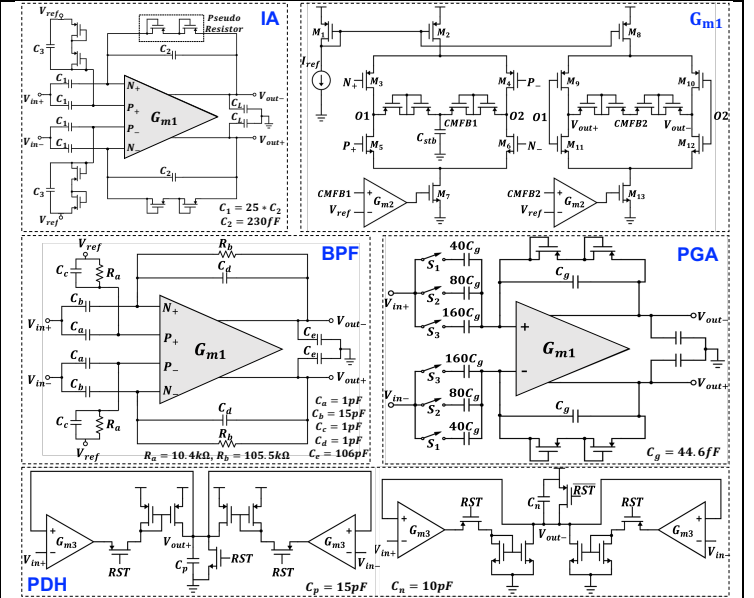 IA
V_ref
Pseudo
Resistor
C_3
C_2
C_1
N_+
V_in+
C_1
P_+
G_m1
V_out−
C_L
C_L
C_1
P_−
V_in−
C_1
N_−
V_out+
C_3
C_2
V_ref
C_1 = 25 * C_2
C_2 = 230fF
G_m1
M_1
M_2
M_8
I_ref
N_+
M_3
M_4
P_−
M_9
M_10
O1
CMFB1
O2
O1
V_out+
CMFB2
V_out−
O2
C_stb
P_+
M_5
M_6
N_−
M_11
M_12
CMFB1
+
G_m2
M_7
V_ref
−
CMFB2
+
G_m2
M_13
V_ref
−
BPF
V_ref
R_b
C_c
R_a
C_d
C_b
N_+
V_in+
C_a
P_+
G_m1
V_out−
C_e
C_e
C_a
P_−
V_in−
C_b
N_−
V_out+
C_c
R_a
C_d
R_b
V_ref
C_a = 1pF
C_b = 15pF
C_c = 1pF
C_d = 1pF
R_a = 10.4kΩ, R_b = 105.5kΩ
C_e = 106pF
PGA
40C_g
S_1
80C_g
C_g
V_in+
S_2
160C_g
S_3
+
V_out−
G_m1
160C_g
−
S_3
80C_g
V_out+
V_in−
S_2
C_g
40C_g
S_1
C_g = 44.6fF
PDH
+
G_m3
V_in+
−
RST
V_out+
C_p
RST
RST
+
G_m3
V_in−
−
C_p = 15pF
+
G_m3
V_in+
−
RST
C_n
R̅S̅T̅
V_out−
RST
+
G_m3
V_in−
−
C_n = 10pF